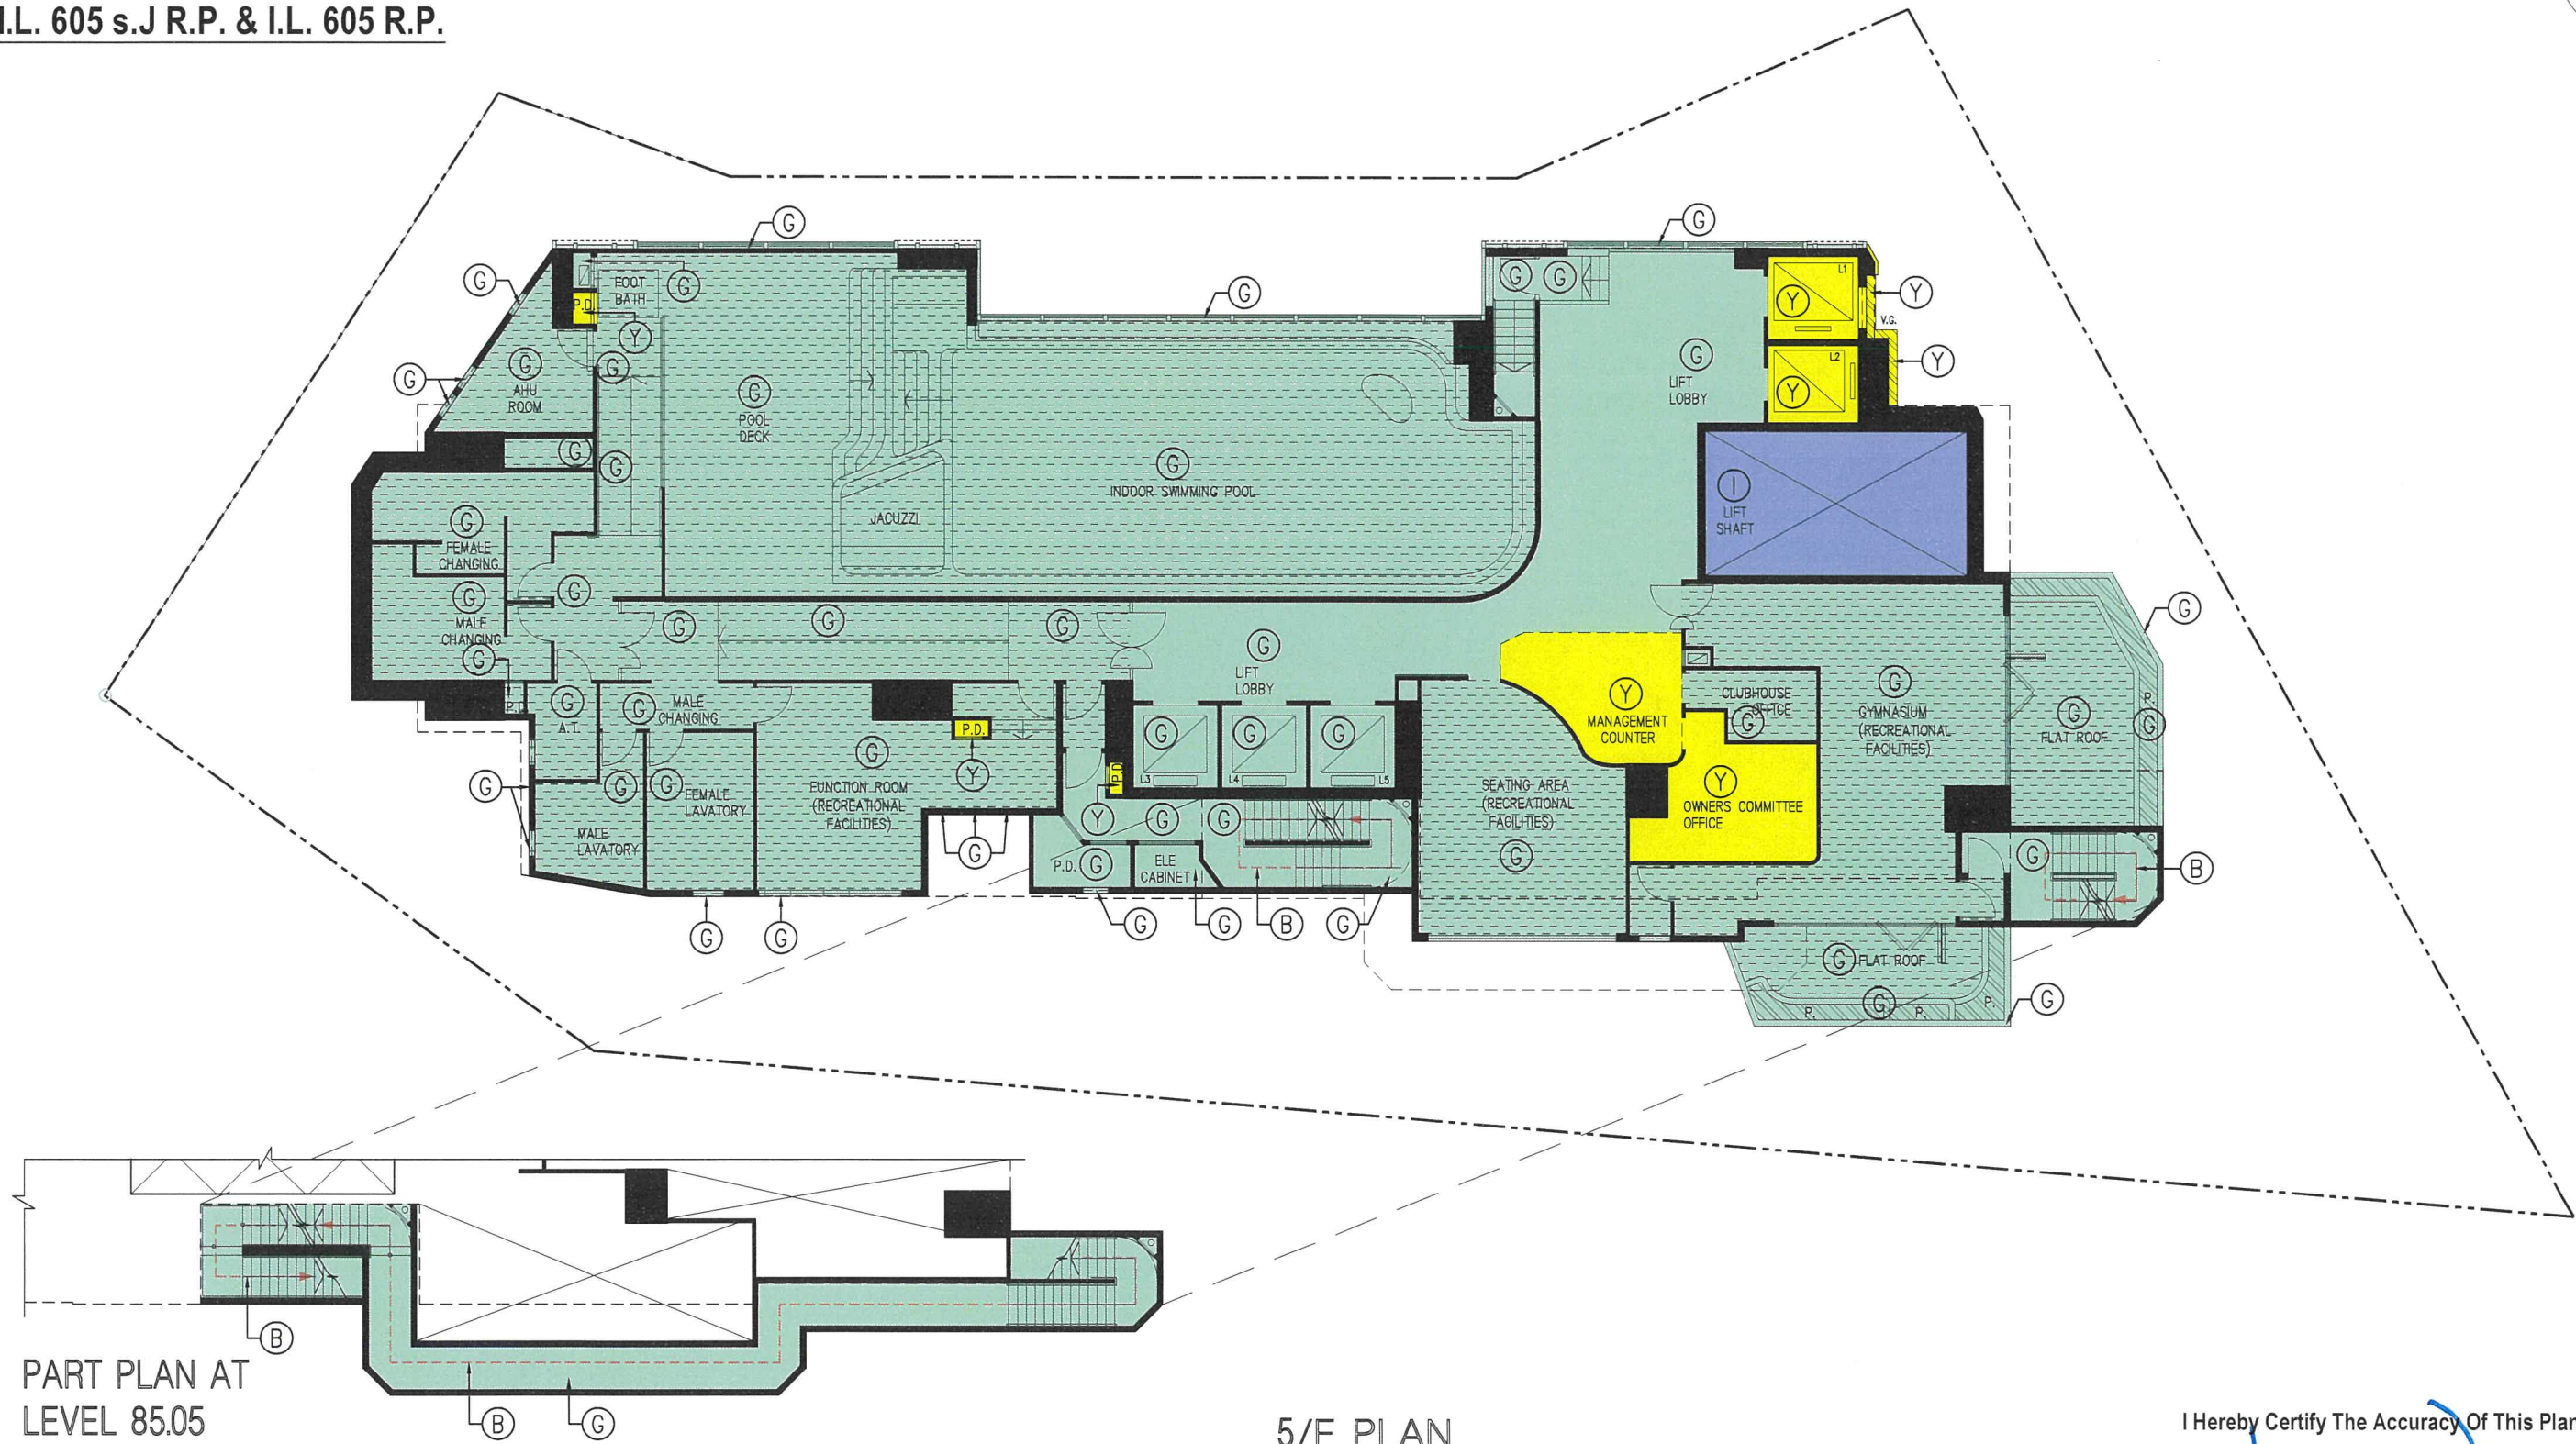 I.L. 605 s.J R.P. & I.L. 605 R.P.
G
G
G
G
G
P.D.
FOOT
BATH
G
Y
G
G
G
AHU
ROOM
G
G
G
G
POOL
DECK
G
INDOOR SWIMMING POOL
JACUZZI
G
G
G
LIFT
LOBBY
L1
Y
Y
V.G.
L2
Y
Y
I
LIFT
SHAFT
G
FEMALE
CHANGING
G
MALE
CHANGING
G
G
G
G
G
G
LIFT
LOBBY
P.D.
G
A.T.
G
MALE
CHANGING
G
G
MALE
LAVATORY
G
FEMALE
LAVATORY
G
FUNCTION ROOM
(RECREATIONAL
FACILITIES)
P.D.
Y
P.D.
Y
G
L3
G
L4
G
L5
G
G
G
P.D.
G
ELE
CABINET
G
G
B
G
G
G
SEATING AREA
(RECREATIONAL
FACILITIES)
G
Y
MANAGEMENT
COUNTER
CLUBHOUSE
OFFICE
G
Y
OWNERS COMMITTEE
OFFICE
G
GYMNASIUM
(RECREATIONAL
FACILITIES)
G
FLAT ROOF
P.
G
G
G
B
G
FLAT ROOF
G
P.
P.
P.
G
B
B
G
PART PLAN AT
LEVEL 85.05
5/F PLAN
I Hereby Certify The Accuracy Of This Plan